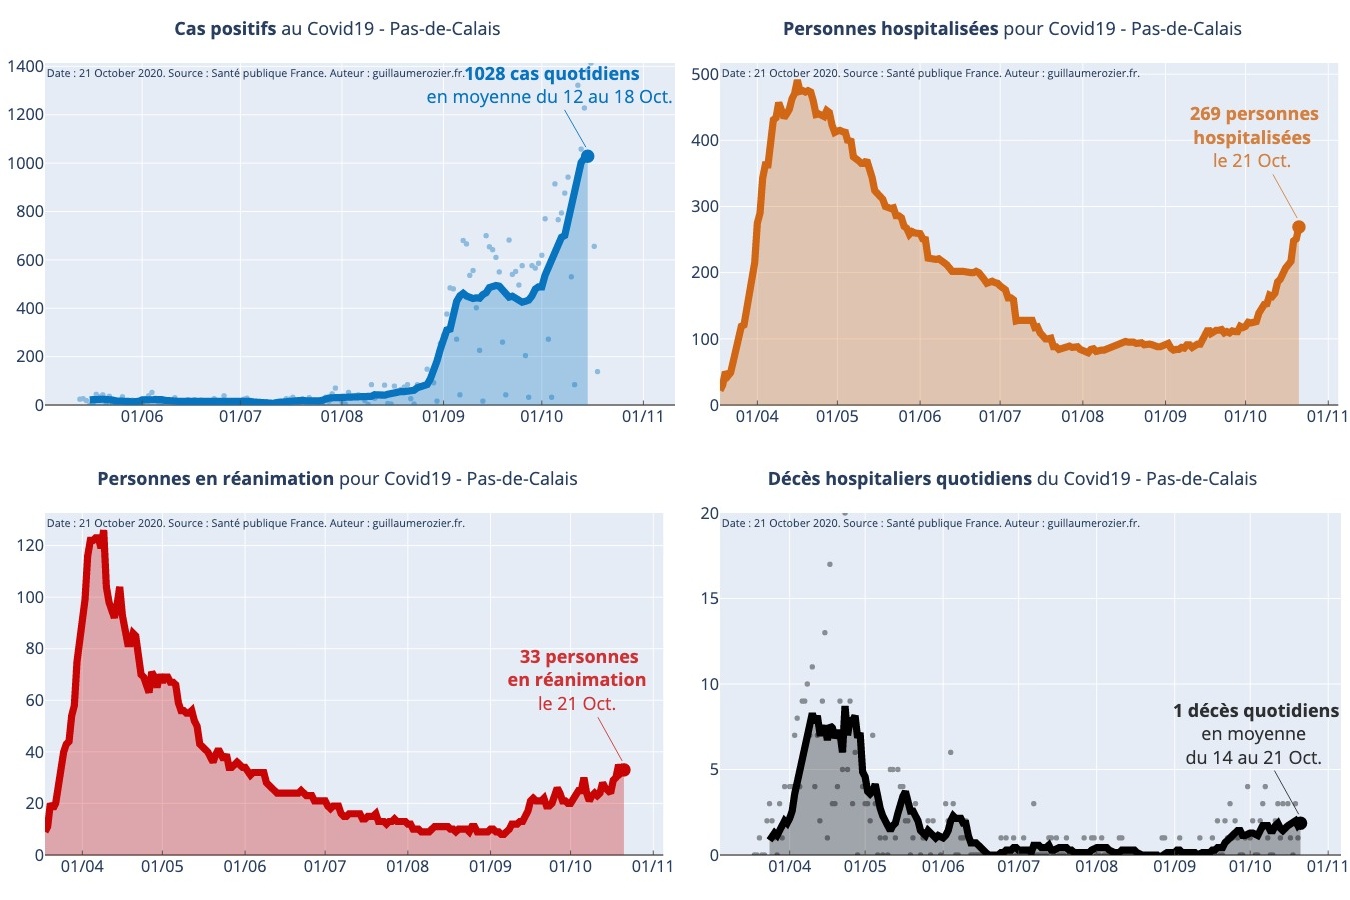 Cas positifs au Covid19 - Pas-de-Calais
1400
Date : 21 October 2020. Source : Santé publique France. Auteur : guillaumerozier.fr.
1028 cas quotidiens
en moyenne du 12 au 18 Oct.
1200
1000
800
600
400
200
0
01/06 01/07 01/08 01/09 01/10 01/11
Personnes hospitalisées pour Covid19 - Pas-de-Calais
500
Date : 21 October 2020. Source : Santé publique France. Auteur : guillaumerozier.fr.
269 personnes
hospitalisées
le 21 Oct.
400
300
200
100
0
01/04 01/05 01/06 01/07 01/08 01/09 01/10 01/11
Personnes en réanimation pour Covid19 - Pas-de-Calais
Date : 21 October 2020. Source : Santé publique France. Auteur : guillaumerozier.fr.
120
100
80
33 personnes
en réanimation
le 21 Oct.
60
40
20
0
01/04 01/05 01/06 01/07 01/08 01/09 01/10 01/11
Décès hospitaliers quotidiens du Covid19 - Pas-de-Calais
20
Date : 21 October 2020. Source : Santé publique France. Auteur : guillaumerozier.fr.
15
10
1 décès quotidiens
en moyenne
du 14 au 21 Oct.
5
0
01/04 01/05 01/06 01/07 01/08 01/09 01/10 01/11